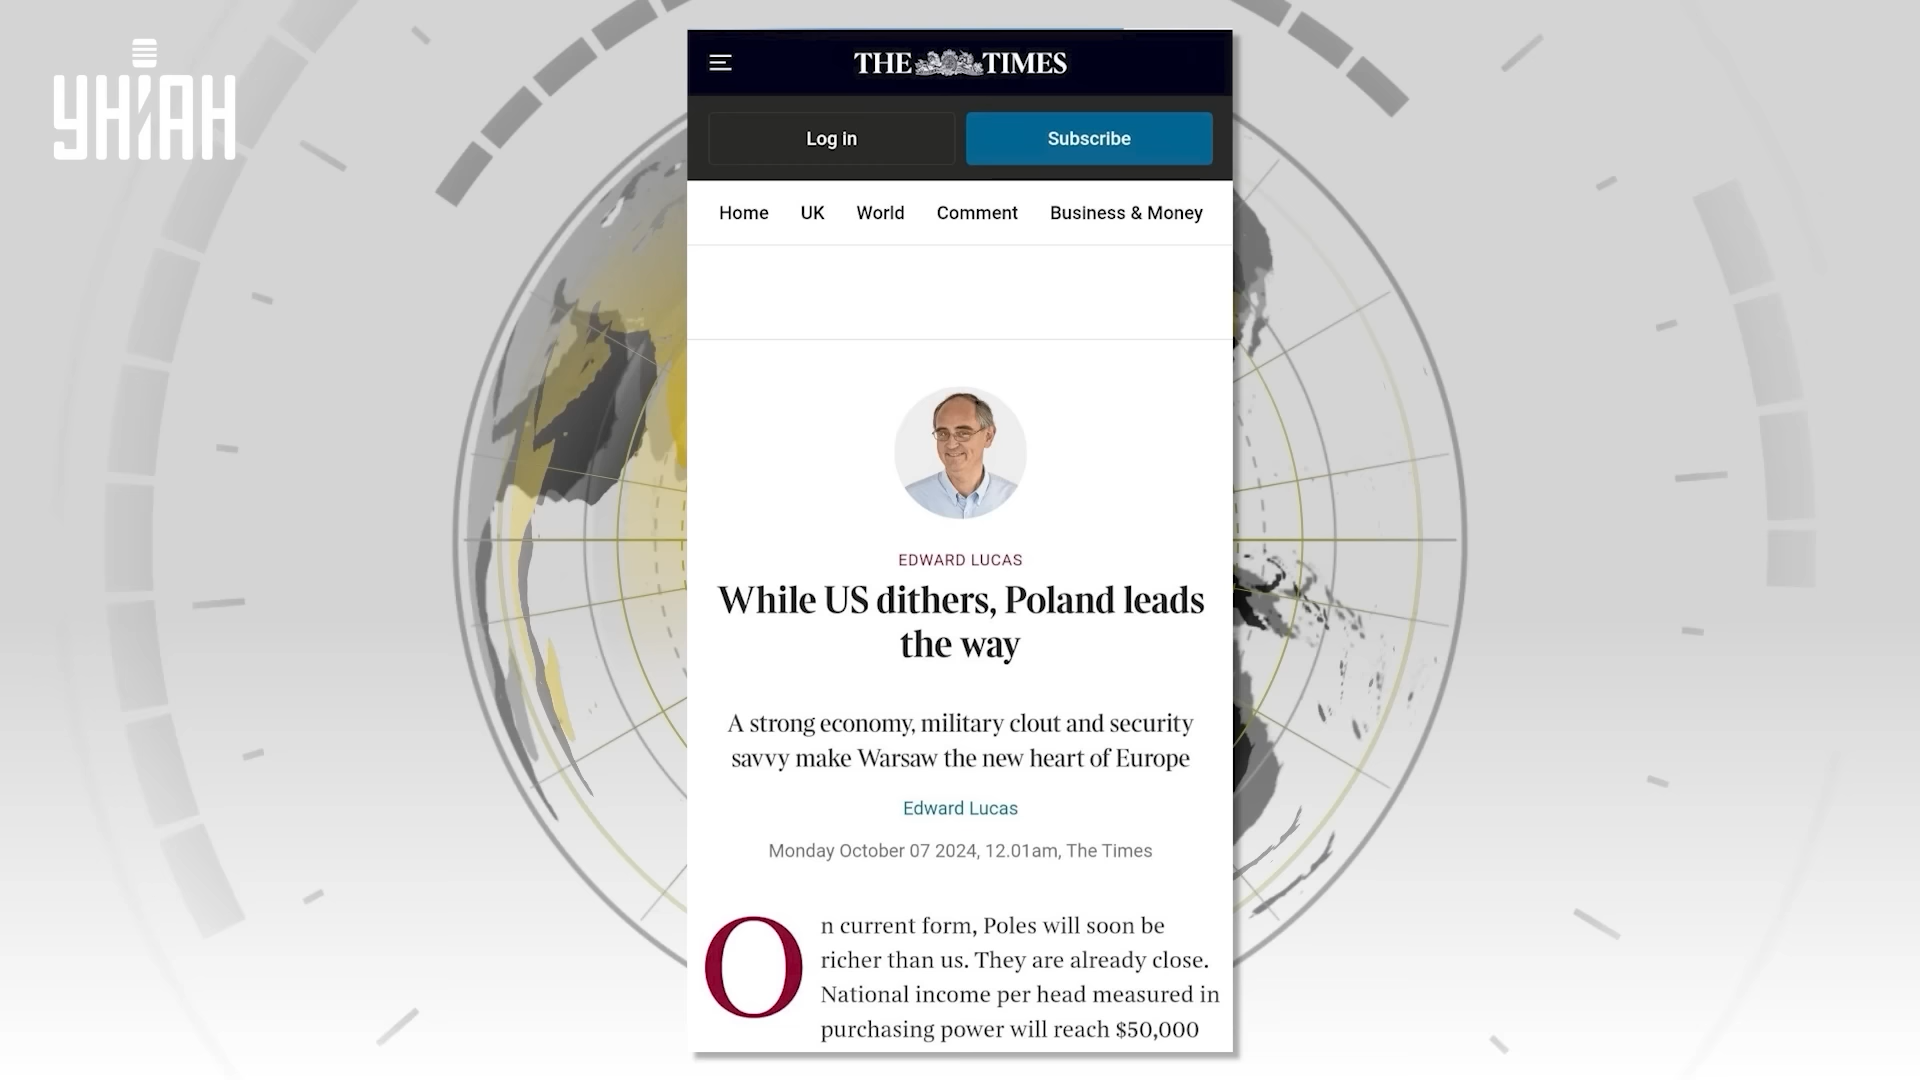 УНІАН
THE TIMES
Log in
Subscribe
Home UK World Comment Business & Money
EDWARD LUCAS
While US dithers, Poland leads
the way
A strong economy, military clout and security
savvy make Warsaw the new heart of Europe
Edward Lucas
Monday October 07 2024, 12.01am, The Times
On current form, Poles will soon be
richer than us. They are already close.
National income per head measured in
purchasing power will reach $50,000